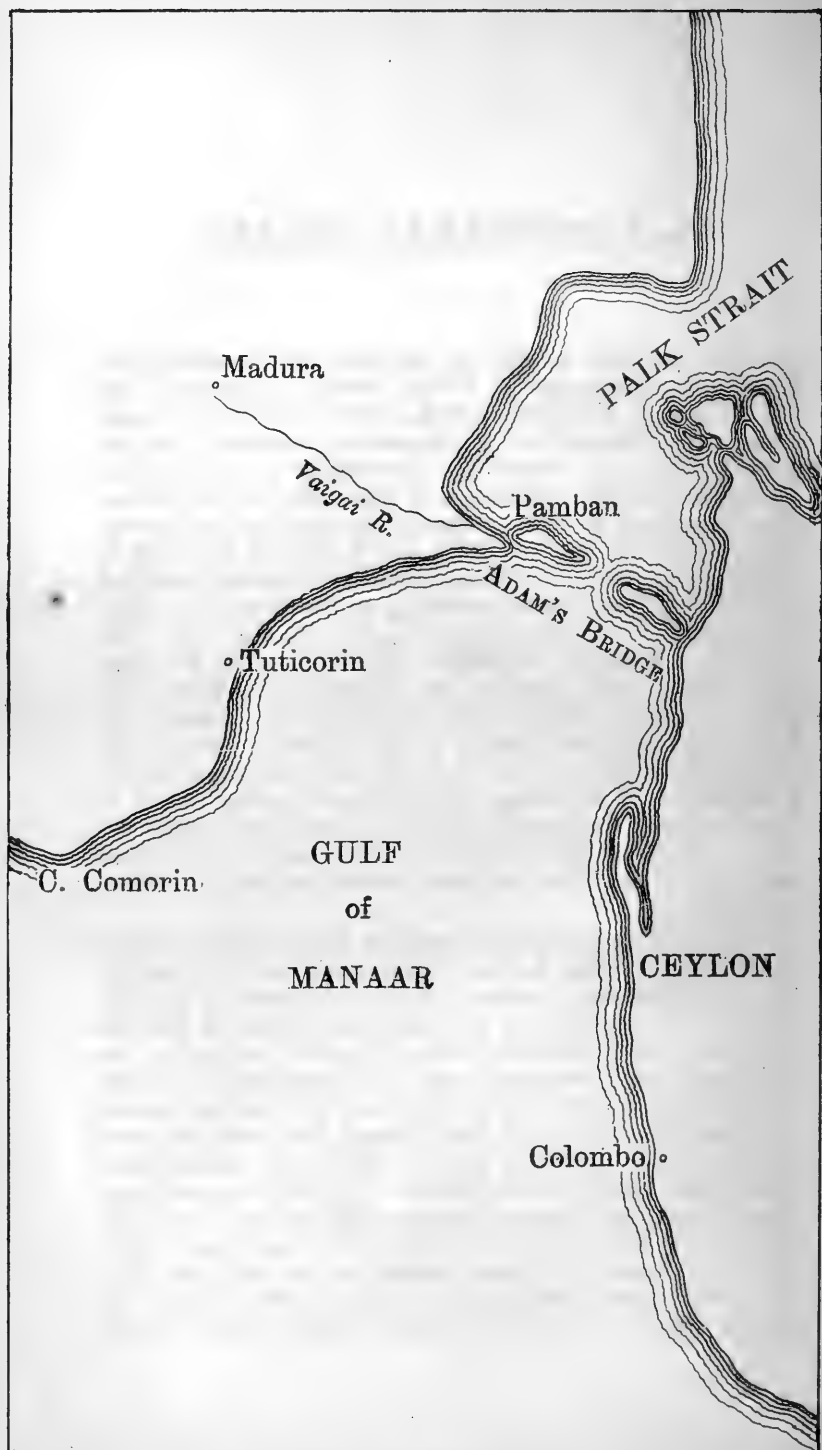 PALK STRAIT
Madura
Vaigai R.
Pamban
ADAM'S BRIDGE
Tuticorin
GULF
of
MANAAR
C. Comorin
CEYLON
Colombo